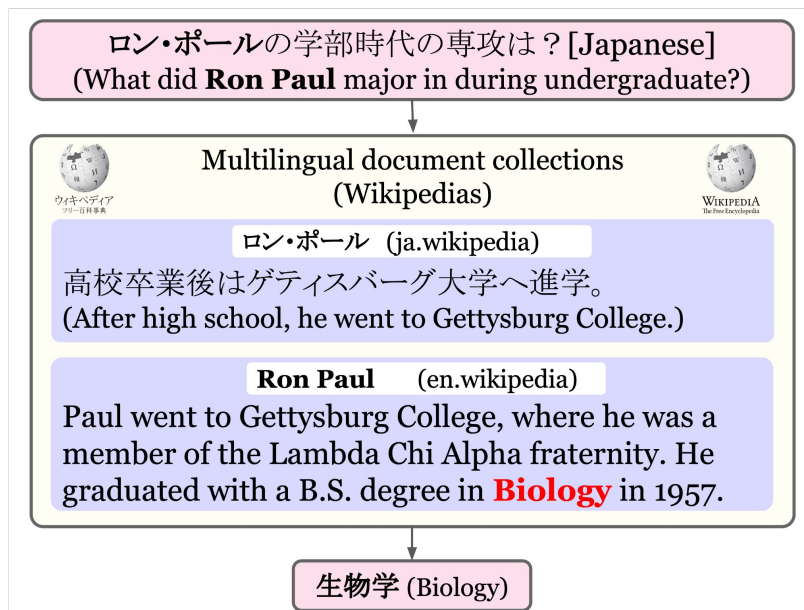 ロン・ポールの学部時代の専攻は？[Japanese]
(What did Ron Paul major in during undergraduate?)
Multilingual document collections
(Wikipedias)
ウィキペディア
フリー百科事典
WIKIPEDIA
The Free Encyclopedia
ロン・ポール (ja.wikipedia)
高校卒業後はゲティスバーグ大学へ進学。
(After high school, he went to Gettysburg College.)
Ron Paul (en.wikipedia)
Paul went to Gettysburg College, where he was a
member of the Lambda Chi Alpha fraternity. He
graduated with a B.S. degree in Biology in 1957.
生物学 (Biology)